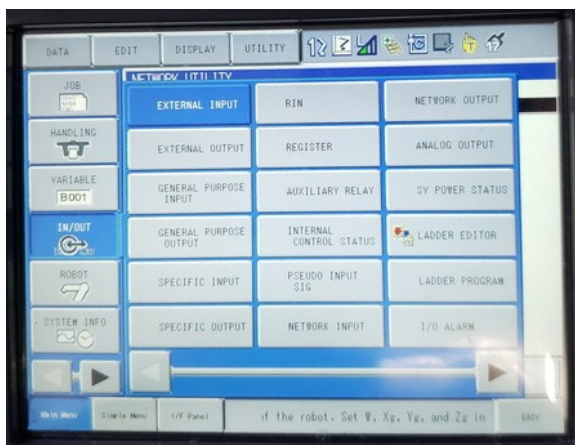 DATA
EDIT
DISPLAY
UTILITY
NETWORK UTILITY
JOB
HANDLING
VARIABLE
B001
IN/OUT
ROBOT
SYSTEM INFO
EXTERNAL INPUT
RIN
NETWORK OUTPUT
EXTERNAL OUTPUT
REGISTER
ANALOG OUTPUT
GENERAL PURPOSE
INPUT
AUXILIARY RELAY
SV POWER STATUS
GENERAL PURPOSE
OUTPUT
INTERNAL
CONTROL STATUS
LADDER EDITOR
SPECIFIC INPUT
PSEUDO INPUT
SIG
LADDER PROGRAM
SPECIFIC OUTPUT
NETWORK INPUT
I/O ALARM
Main Menu
Simple Menu
I/F Panel
if the robot. Set W, Xg, Yg, and Zg in
EASY